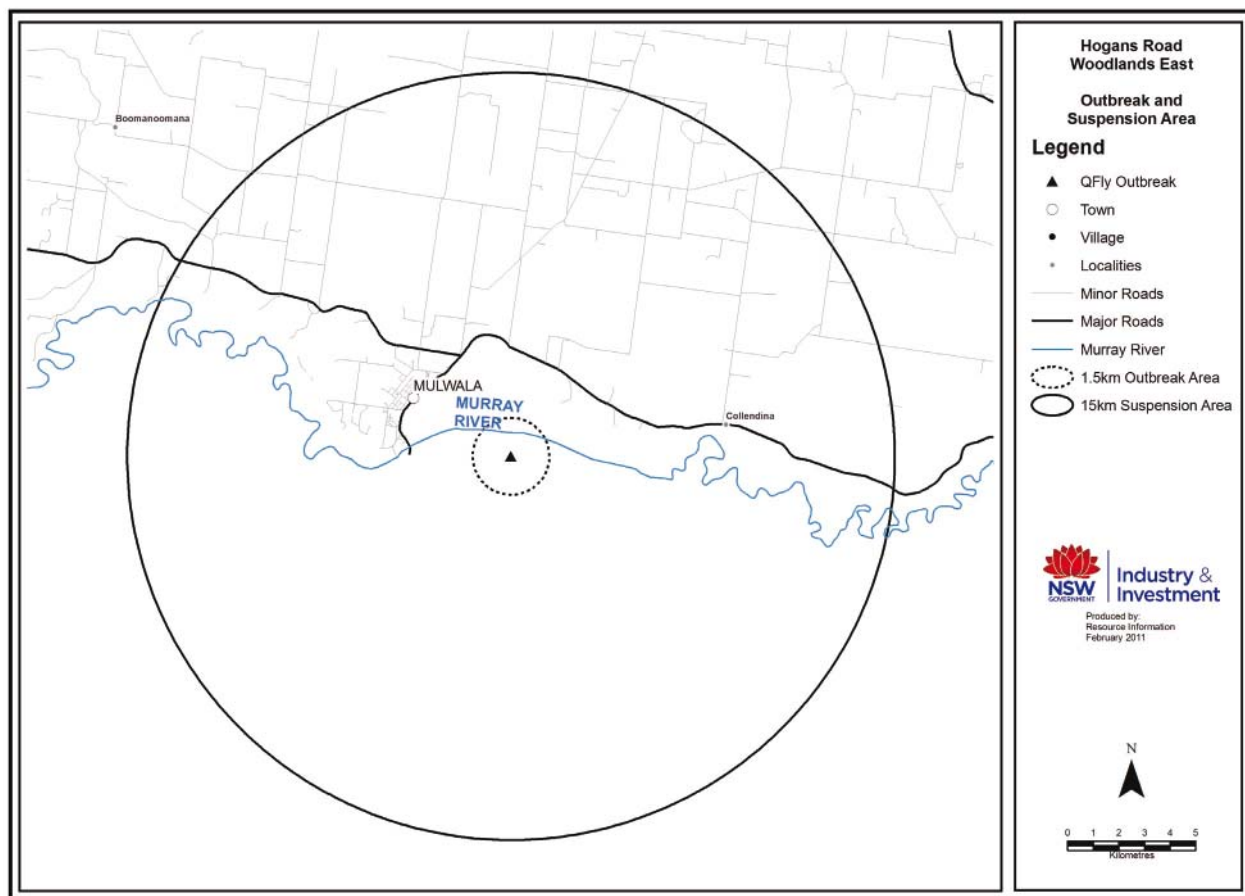 Boomanoomana
MULWALA
MURRAY
RIVER
Collendina
Hogans Road
Woodlands East
Outbreak and
Suspension Area
Legend
QFly Outbreak
Town
Village
Localities
Minor Roads
Major Roads
Murray River
1.5km Outbreak Area
15km Suspension Area
NSW
GOVERNMENT
Industry &
Investment
Produced by:
Resource Information
February 2011
N
0 1 2 3 4 5
Kilometres